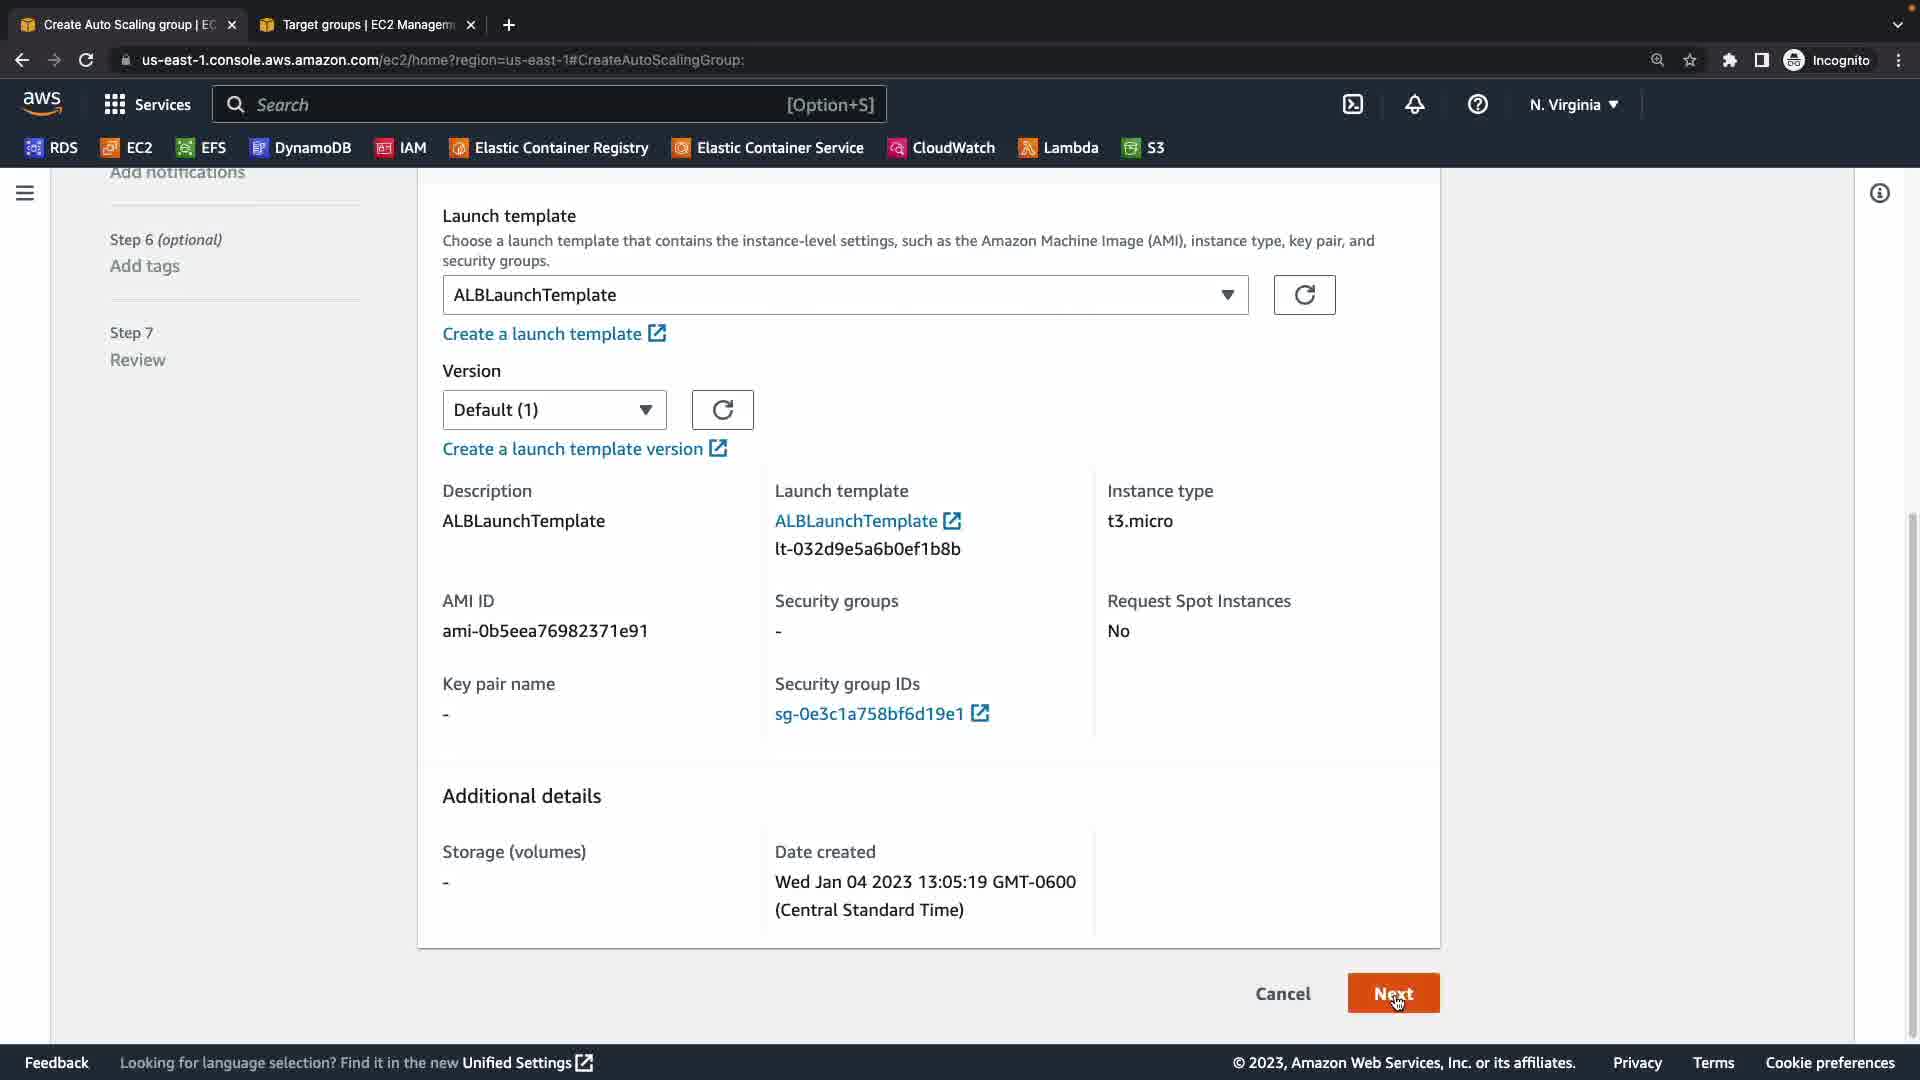 Create Auto Scaling group | EC
Target groups | EC2 Managem
us-east-1.console.aws.amazon.com/ec2/home?region=us-east-1#CreateAutoScalingGroup:
Incognito
aws
Services
Search
[Option+S]
N. Virginia
RDS
EC2
EFS
DynamoDB
IAM
Elastic Container Registry
Elastic Container Service
CloudWatch
Lambda
S3
Add notifications
Step 6 (optional)
Add tags
Step 7
Review
Launch template
Choose a launch template that contains the instance-level settings, such as the Amazon Machine Image (AMI), instance type, key pair, and
security groups.
ALBLaunchTemplate
Create a launch template
Version
Default (1)
Create a launch template version
Description
ALBLaunchTemplate
Launch template
ALBLaunchTemplate
lt-032d9e5a6b0ef1b8b
Instance type
t3.micro
AMI ID
ami-0b5eea76982371e91
Security groups
-
Request Spot Instances
No
Key pair name
-
Security group IDs
sg-0e3c1a758bf6d19e1
Additional details
Storage (volumes)
-
Date created
Wed Jan 04 2023 13:05:19 GMT-0600
(Central Standard Time)
Cancel
Next
Feedback
Looking for language selection? Find it in the new Unified Settings
© 2023, Amazon Web Services, Inc. or its affiliates.
Privacy
Terms
Cookie preferences